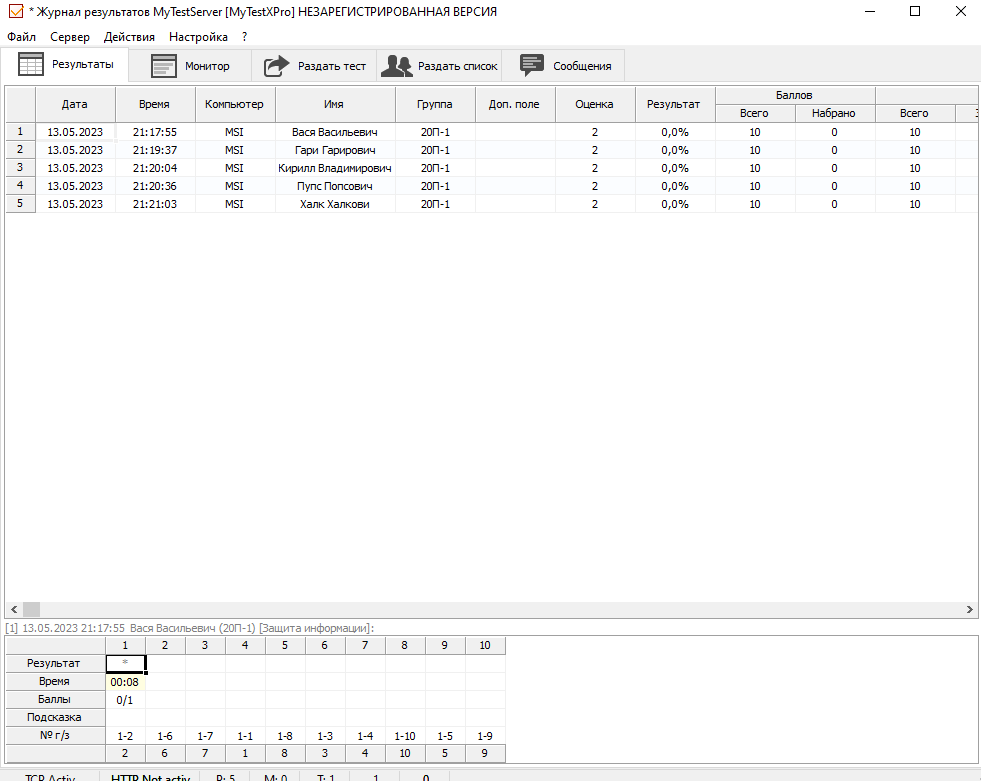 * Журнал результатов MyTestServer [MyTestXPro] НЕЗАРЕГИСТРИРОВАННАЯ ВЕРСИЯ
Файл Сервер Действия Настройка ?
Результаты Монитор Раздать тест Раздать список Сообщения
Баллов
Дата Время Компьютер Имя Группа Доп. поле Оценка Результат
Всего Набрано Всего
1 13.05.2023 21:17:55 MSI Вася Васильевич 20П-1 2 0,0% 10 0 10
2 13.05.2023 21:19:37 MSI Гари Гарирович 20П-1 2 0,0% 10 0 10
3 13.05.2023 21:20:04 MSI Кирилл Владимирович 20П-1 2 0,0% 10 0 10
4 13.05.2023 21:20:36 MSI Пупс Попсович 20П-1 2 0,0% 10 0 10
5 13.05.2023 21:21:03 MSI Халк Халкови 20П-1 2 0,0% 10 0 10
[1] 13.05.2023 21:17:55 Вася Васильевич (20П-1) [Защита информации]:
1 2 3 4 5 6 7 8 9 10
Результат *
Время 00:08
Баллы 0/1
Подсказка
№ г/з 1-2 1-6 1-7 1-1 1-8 1-3 1-4 1-10 1-5 1-9
2 6 7 1 8 3 4 10 5 9
TCP Activ HTTP Not activ P: 5 M: 0 T: 1 1 0